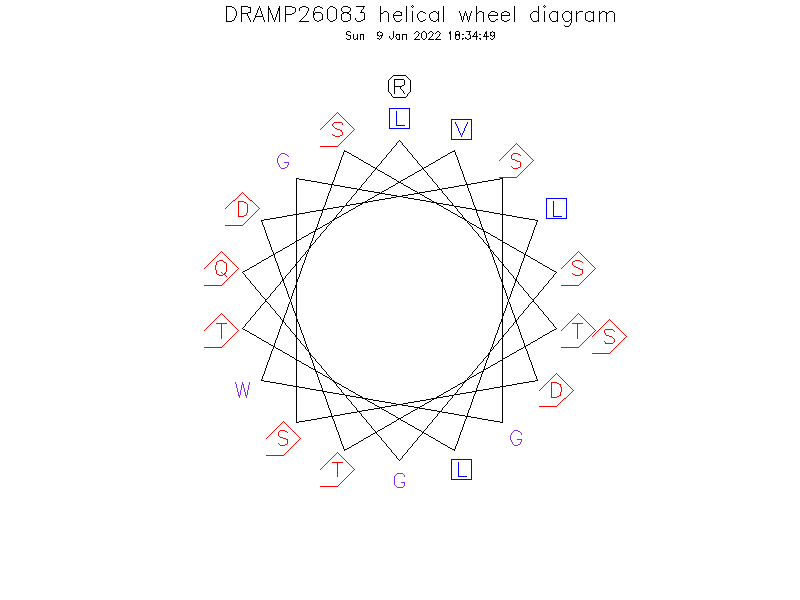 DRAMP26083 helical wheel diagram
Sun 9 Jan 2022 18:34:49
R
L
S V
G S
D L
Q S
T T S
W D
S G
T L
G